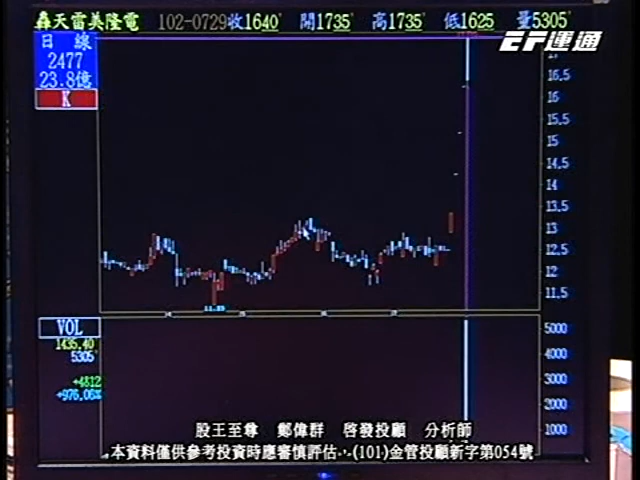 轟天雷美隆電 102-0729收1640' 開1735' 高1735' 低1625 量5305'
EF運通
日 線
2477
23.8億
K
16.5
16
15.5
15
14.5
14
13.5
13
12.5
12
11.5
VOL
1435.40
5305'
+4812
+976.06%
5000
4000
3000
2000
1000
股王至尊 鄭偉群 啓發投顧 分析師
本資料僅供參考投資時應審慎評估‧‧(101)金管投顧新字第054號